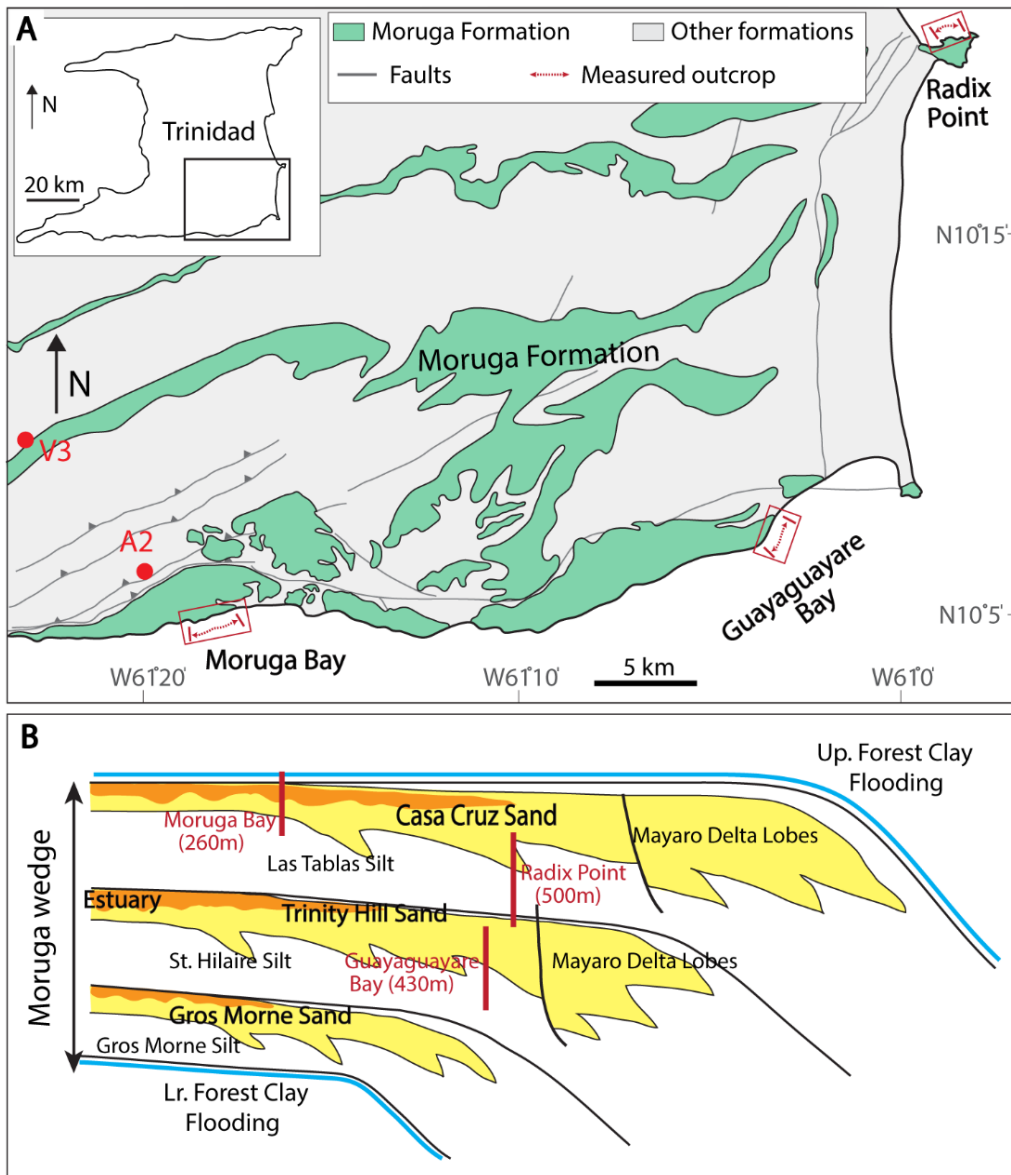 A
N
Trinidad
20 km
Moruga Formation
Other formations
Faults
Measured outcrop
Radix
Point
N10°15'
Moruga Formation
N
V3
A2
Guayaguayare
Bay
N10°5'
Moruga Bay
5 km
W61°20'
W61°10'
W61°0'
B
Up. Forest Clay
Flooding
Moruga wedge
Moruga Bay
(260m)
Casa Cruz Sand
Mayaro Delta Lobes
Las Tablas Silt
Radix Point
(500m)
Estuary
Trinity Hill Sand
St. Hilaire Silt
Guayaguayare
Bay (430m)
Mayaro Delta Lobes
Gros Morne Sand
Gros Morne Silt
Lr. Forest Clay
Flooding